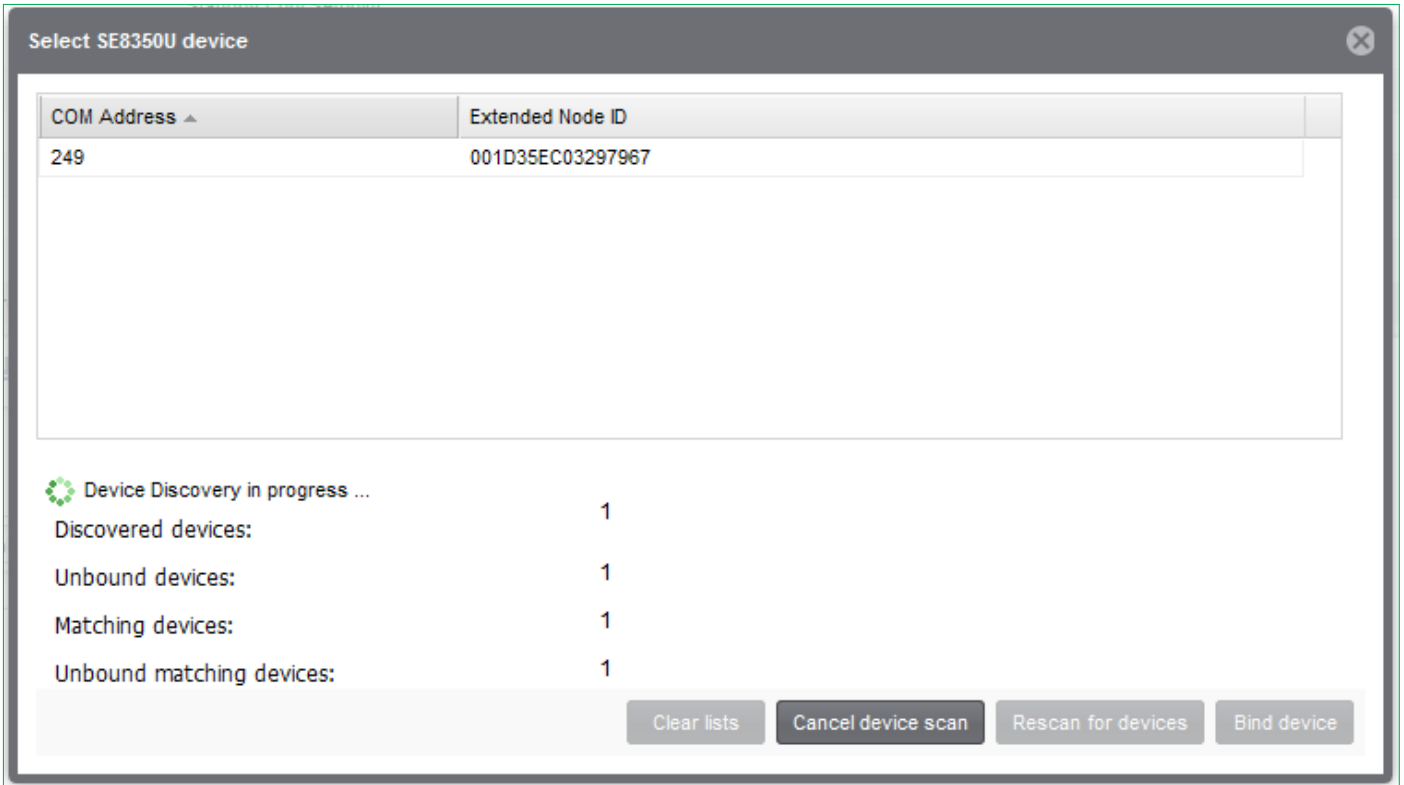 Select SE8350U device
COM Address Extended Node ID
249 001D35EC03297967
Device Discovery in progress ...
Discovered devices: 1
Unbound devices: 1
Matching devices: 1
Unbound matching devices: 1
Clear lists Cancel device scan Rescan for devices Bind device